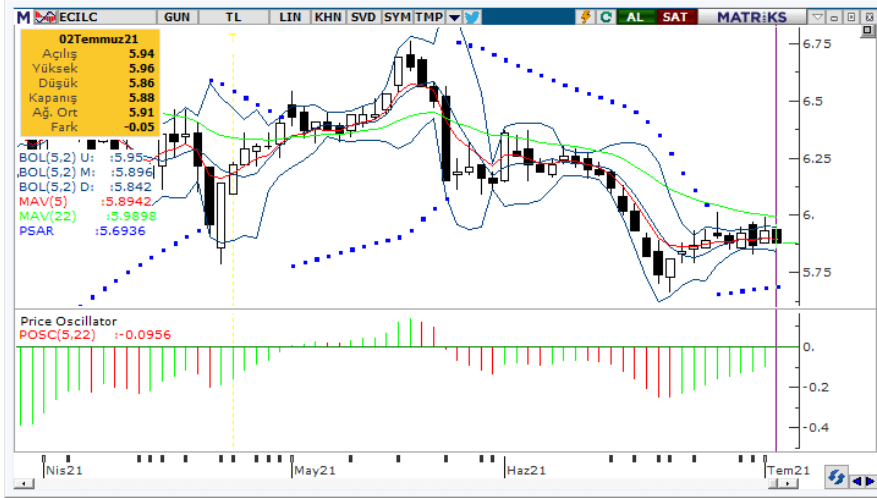 M ECILC GUN TL LIN KHN SVD SYM TMP C AL SAT MATRiKS
02Temmuz21
Açılış 5.94
Yüksek 5.96
Düşük 5.86
Kapanış 5.88
Ağ. Ort 5.91
Fark -0.05
BOL(5,2) U: :5.95
BOL(5,2) M: :5.896
BOL(5,2) D: :5.842
MAV(5) :5.8942
MAV(22) :5.9898
PSAR :5.6936
6.75
6.5
6.25
6.
5.75
Price Oscillator
POSC(5,22) :-0.0956
0.
-0.2
-0.4
Nis21 May21 Haz21 Tem21